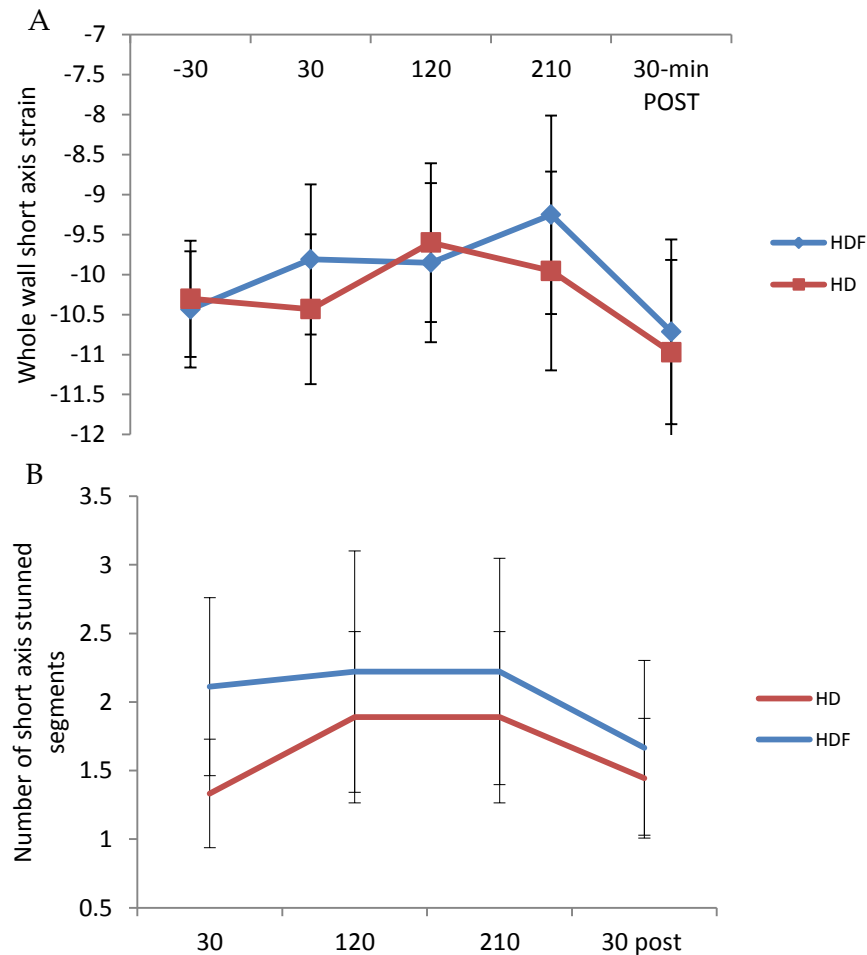 A
Whole wall short axis strain
-7
-7.5
-8
-8.5
-9
-9.5
-10
-10.5
-11
-11.5
-12
-30 30 120 210 30-min
POST
HDF
HD
B
Number of short axis stunned
segments
3.5
3
2.5
2
1.5
1
0.5
30 120 210 30 post
HD
HDF